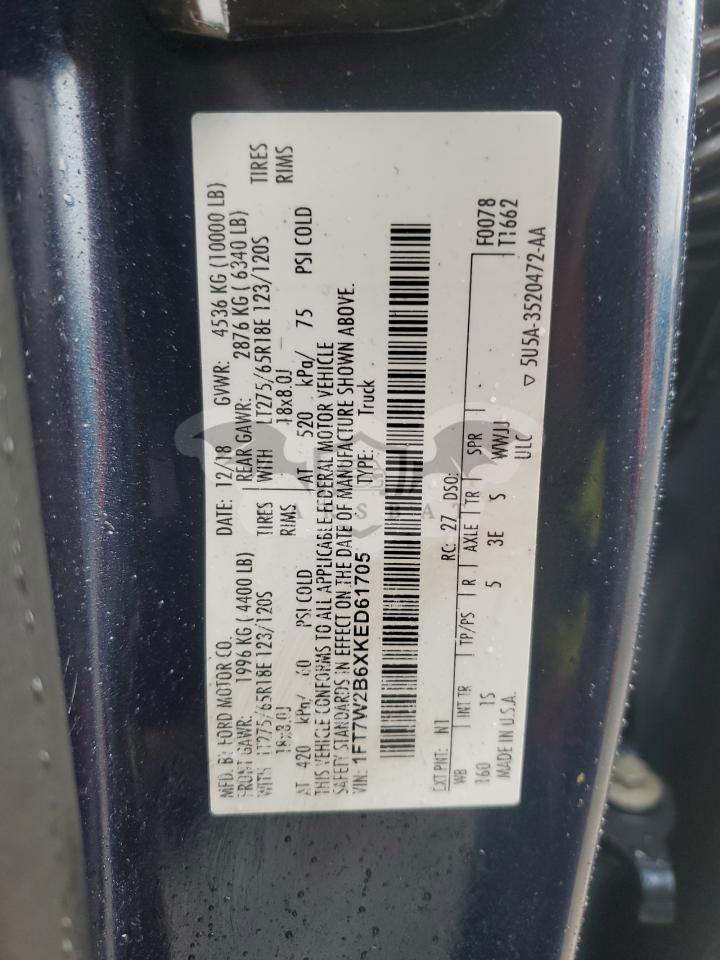 MFD. BY FORD MOTOR CO.
DATE: 12/18 GVWR: 4536 KG (10000 LB)
FRONT GAWR: 1996 KG (4400 LB) REAR GAWR: 2876 KG (6340 LB)
WITH LT275/65R18E 123/120S TIRES WITH LT275/65R18E 123/120S TIRES
18x8.0J RIMS 18x8.0J RIMS
AT 420 kPa/ 60 PSI COLD AT 520 kPa/ 75 PSI COLD
THIS VEHICLE CONFORMS TO ALL APPLICABLE FEDERAL MOTOR VEHICLE
SAFETY STANDARDS IN EFFECT ON THE DATE OF MANUFACTURE SHOWN ABOVE.
VIN: 1FT7W2B6XKED61705 TYPE: Truck
EXT PNT: N1 RC: 27 DSO: F0078
WB INT TR TP/PS R AXLE TR SPR T1662
160 1S 5 3E S WWJJ
MADE IN U.S.A. ULC ▽ 5U5A-3520472-AA